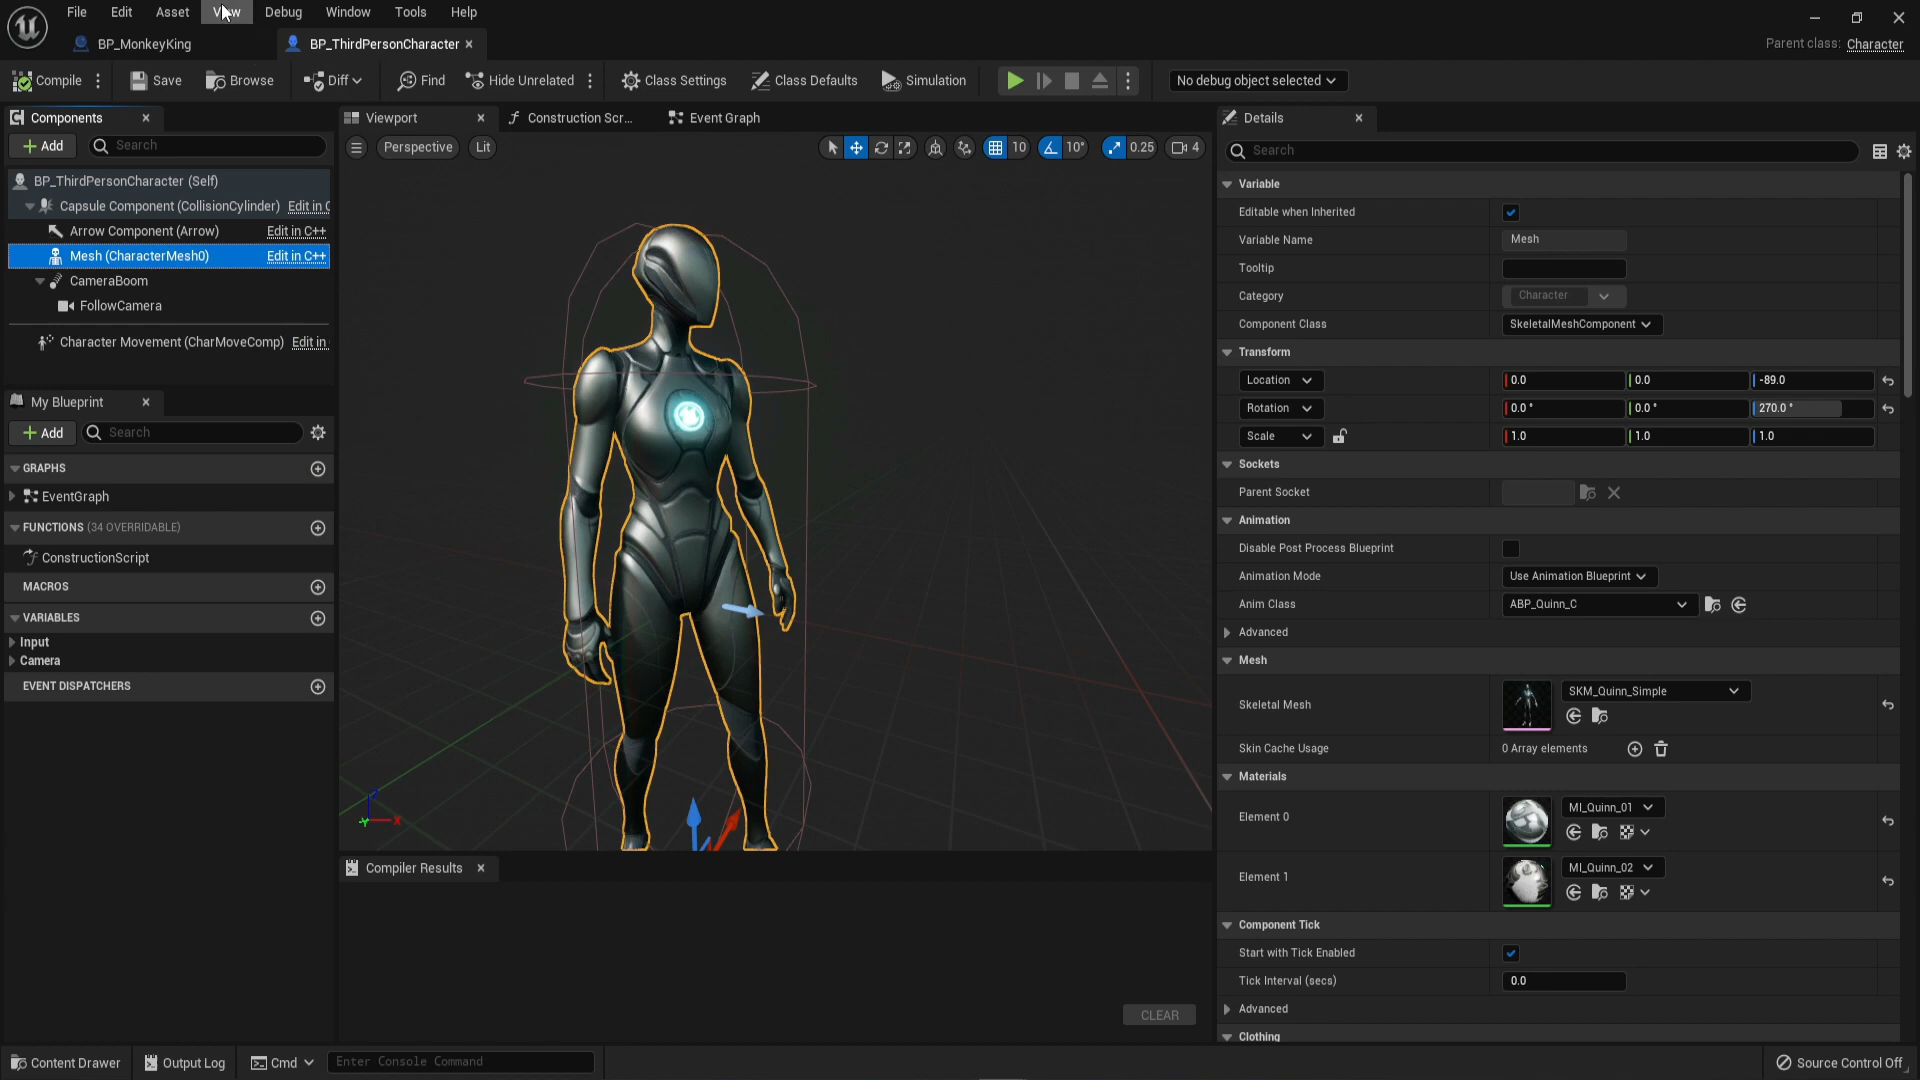 File Edit Asset View Debug Window Tools Help
BP_MonkeyKing BP_ThirdPersonCharacter
Parent class: Character
Compile Save Browse Diff Find Hide Unrelated Class Settings Class Defaults Simulation No debug object selected
Components
Add Search
BP_ThirdPersonCharacter (Self)
Capsule Component (CollisionCylinder) Edit in C
Arrow Component (Arrow) Edit in C++
Mesh (CharacterMesh0) Edit in C++
CameraBoom
FollowCamera
Character Movement (CharMoveComp) Edit in
My Blueprint
Add Search
GRAPHS
EventGraph
FUNCTIONS (34 OVERRIDABLE)
ConstructionScript
MACROS
VARIABLES
Input
Camera
EVENT DISPATCHERS
Viewport Construction Scr... Event Graph
Perspective Lit 10 10° 0.25 4
X
Compiler Results
CLEAR
Details
Search
Variable
Editable when Inherited
Variable Name Mesh
Tooltip
Category Character
Component Class SkeletalMeshComponent
Transform
Location 0.0 0.0 -89.0
Rotation 0.0 ° 0.0 ° 270.0 °
Scale 1.0 1.0 1.0
Sockets
Parent Socket
Animation
Disable Post Process Blueprint
Animation Mode Use Animation Blueprint
Anim Class ABP_Quinn_C
Advanced
Mesh
Skeletal Mesh SKM_Quinn_Simple
Skin Cache Usage 0 Array elements
Materials
Element 0 MI_Quinn_01
Element 1 MI_Quinn_02
Component Tick
Start with Tick Enabled
Tick Interval (secs) 0.0
Advanced
Clothing
Content Drawer Output Log Cmd Enter Console Command Source Control Off